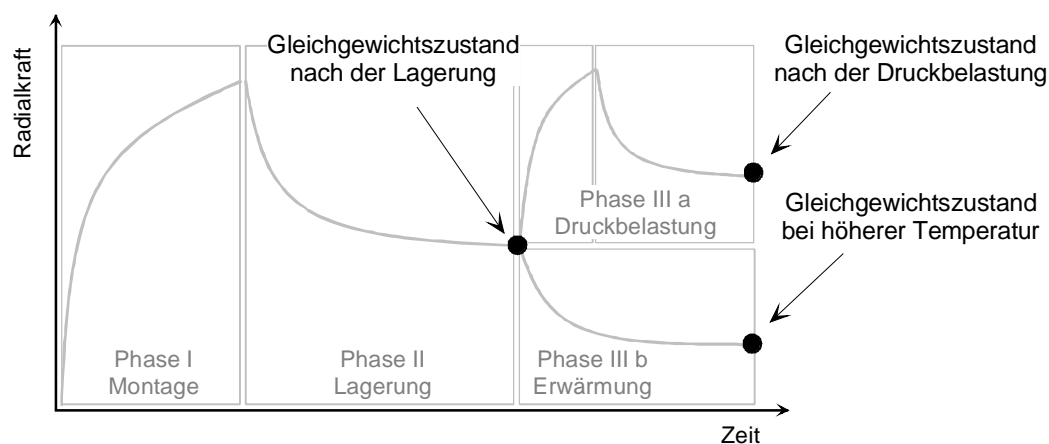 Radialkraft
Gleichgewichtszustand
nach der Lagerung
Gleichgewichtszustand
nach der Druckbelastung
Phase III a
Druckbelastung
Gleichgewichtszustand
bei höherer Temperatur
Phase I
Montage
Phase II
Lagerung
Phase III b
Erwärmung
Zeit